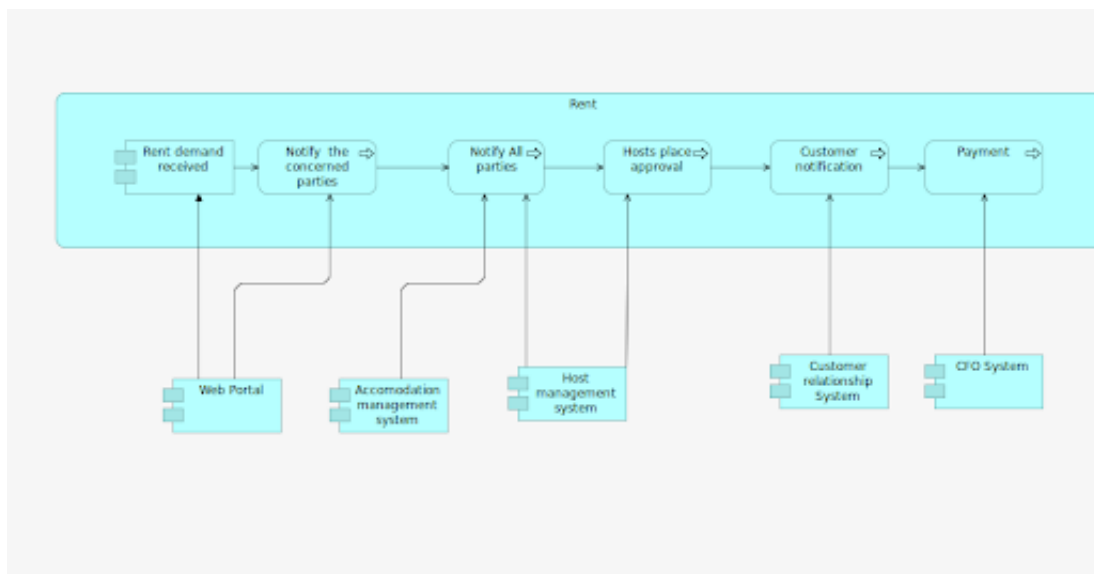 Rent
Rent demand
received
Notify the
concerned
parties
Notify All
parties
Hosts place
approval
Customer
notification
Payment
Web Portal
Accomodation
management
system
Host
management
system
Customer
relationship
System
CFO System